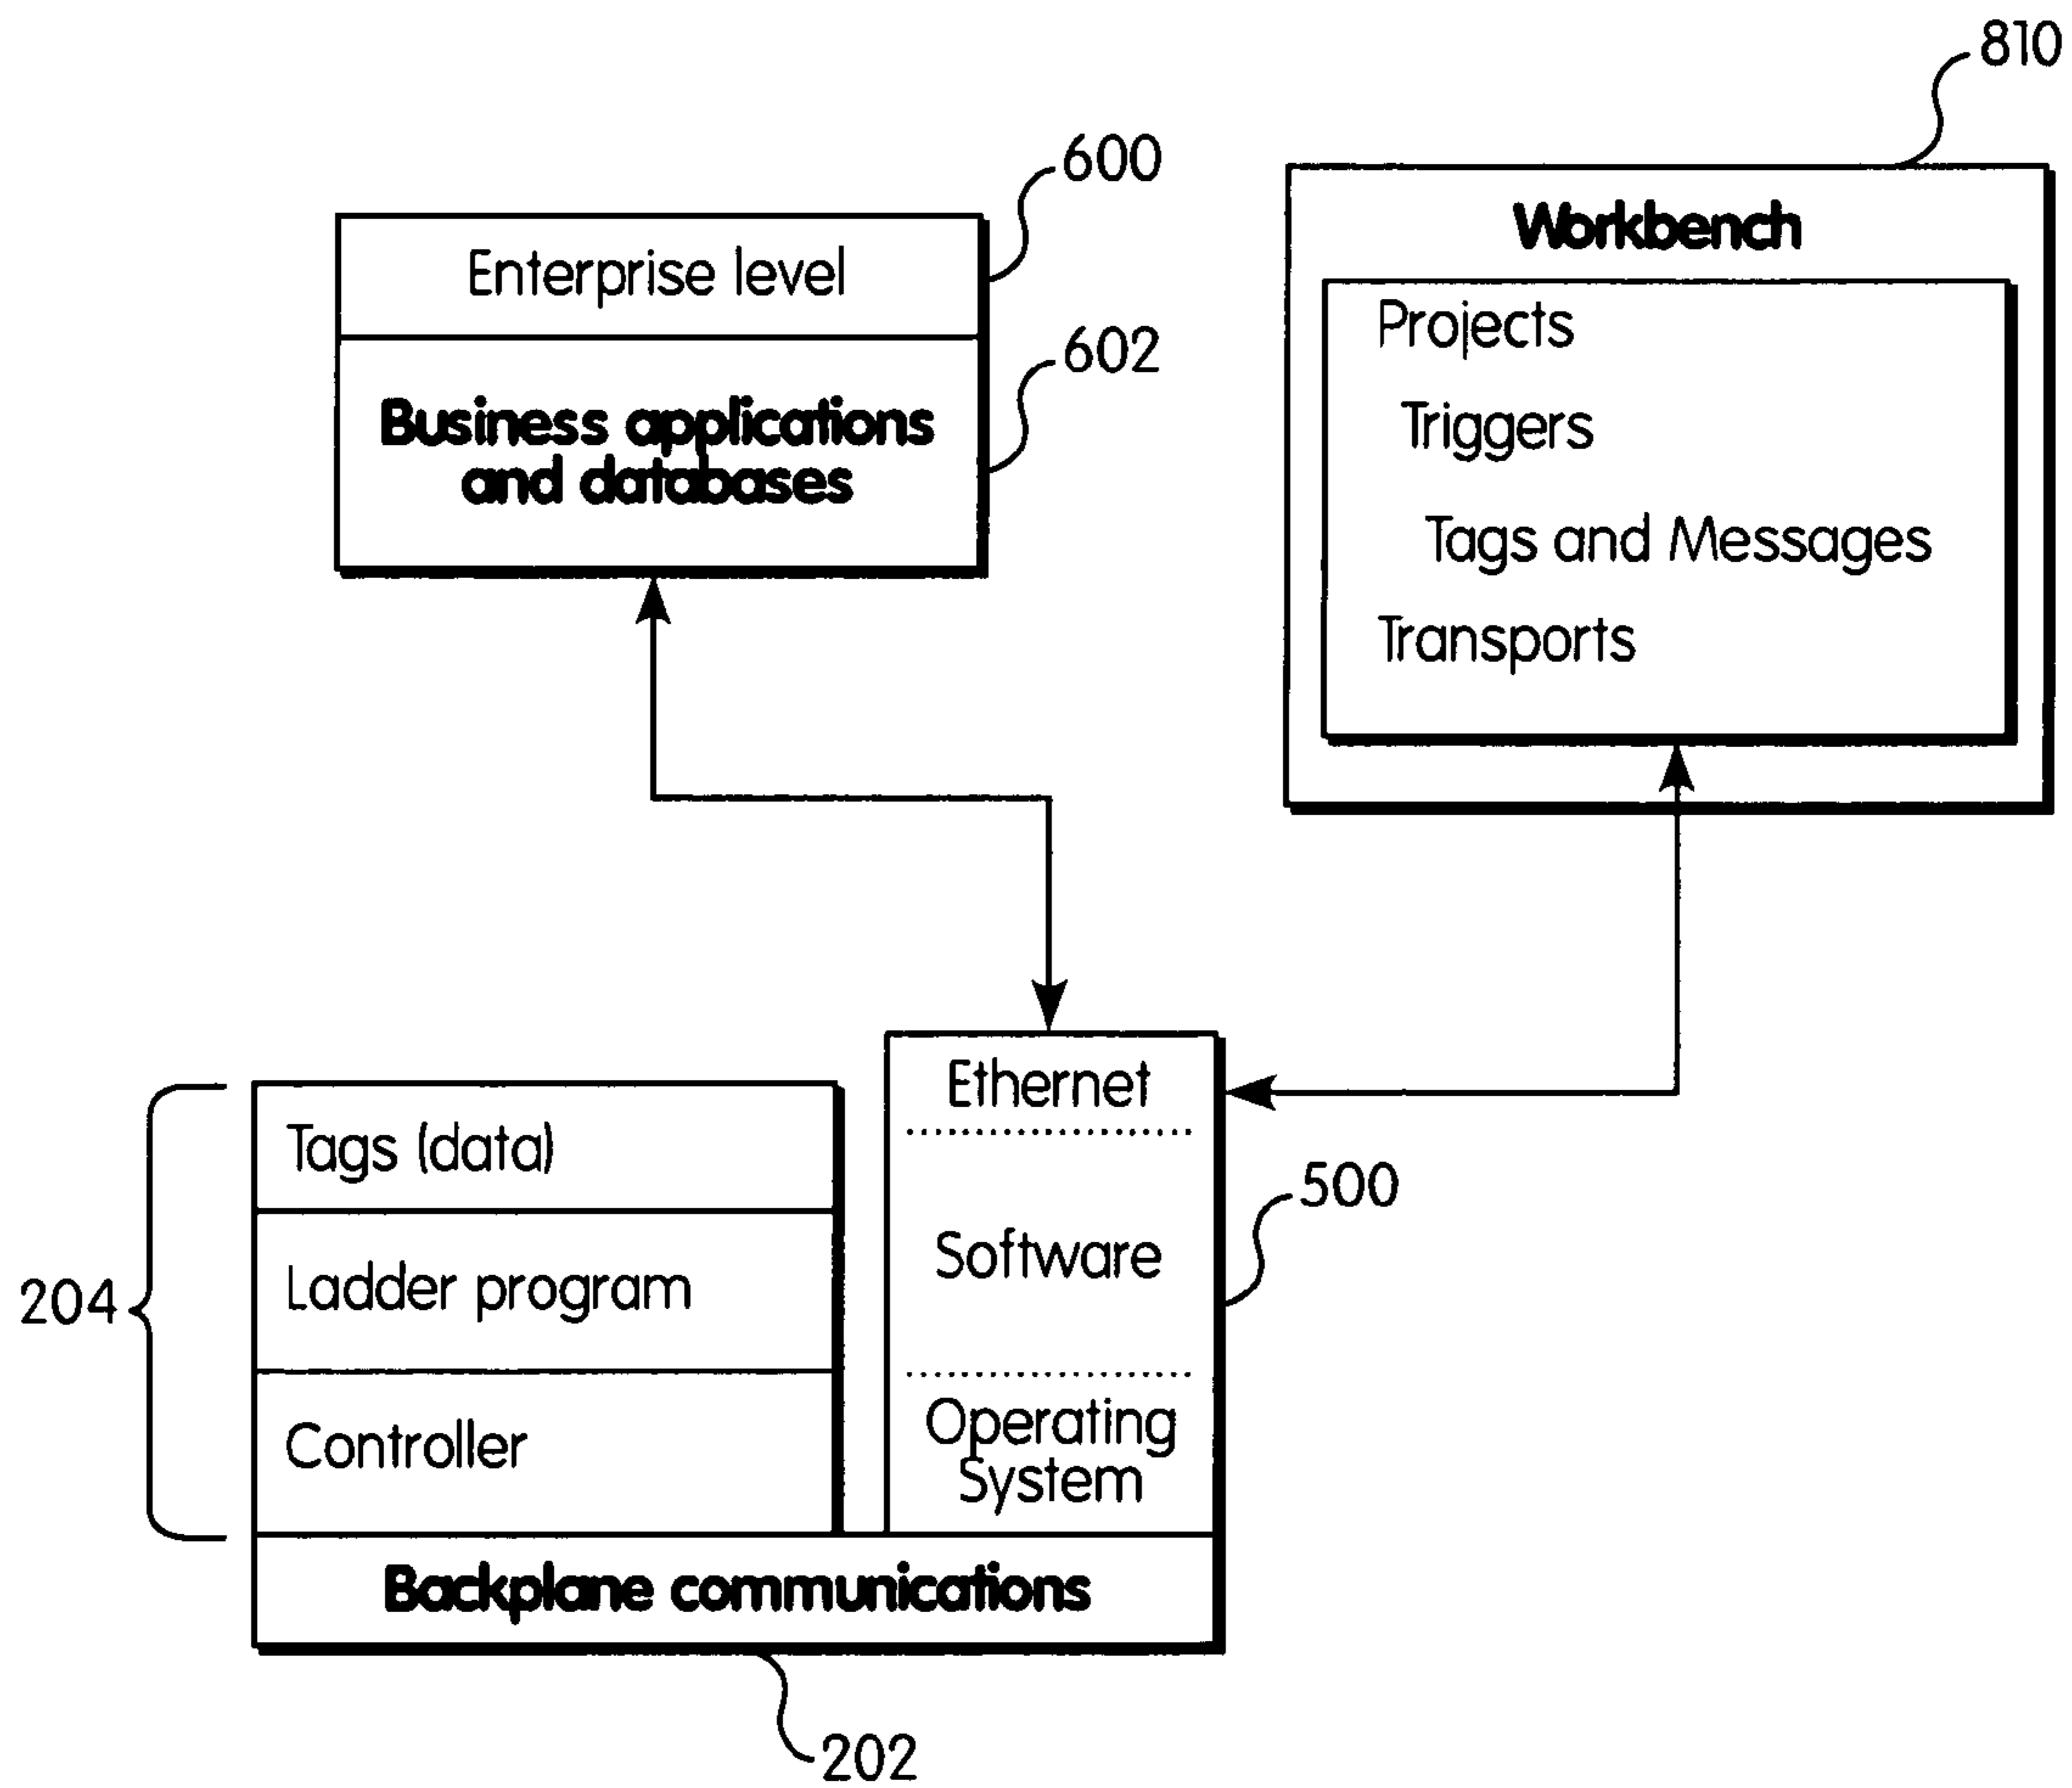 810
600
Enterprise level
602
Business applications
and databases
Workbench
Projects
Triggers
Tags and Messages
Transports
204
Tags (data)
Ladder program
Controller
Ethernet
Software
Operating
System
500
Backplane communications
202